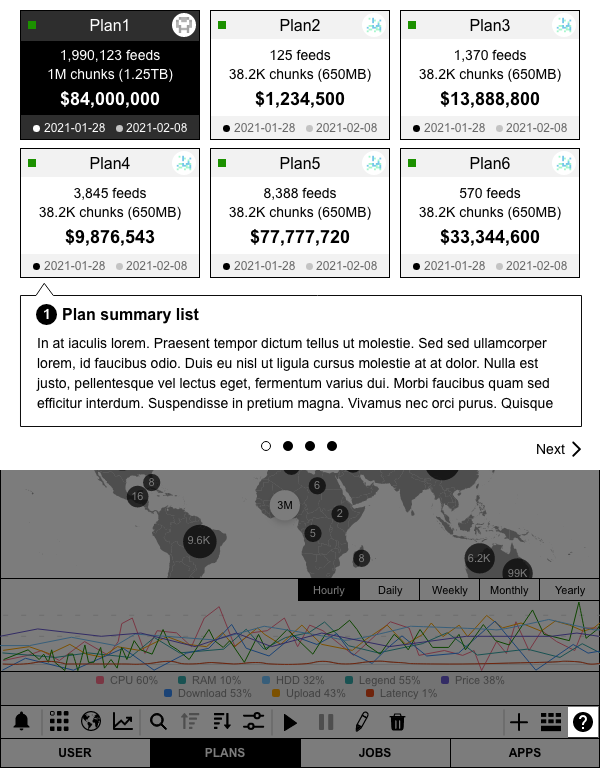 Plan1
1,990,123 feeds
1M chunks (1.25TB)
$84,000,000
2021-01-28 2021-02-08
Plan2
125 feeds
38.2K chunks (650MB)
$1,234,500
2021-01-28 2021-02-08
Plan3
1,370 feeds
38.2K chunks (650MB)
$13,888,800
2021-01-28 2021-02-08
Plan4
3,845 feeds
38.2K chunks (650MB)
$9,876,543
2021-01-28 2021-02-08
Plan5
8,388 feeds
38.2K chunks (650MB)
$77,777,720
2021-01-28 2021-02-08
Plan6
570 feeds
38.2K chunks (650MB)
$33,344,600
2021-01-28 2021-02-08
1 Plan summary list
In at iaculis lorem. Praesent tempor dictum tellus ut molestie. Sed sed ullamcorper
lorem, id faucibus odio. Duis eu nisl ut ligula cursus molestie at at dolor. Nulla est
justo, pellentesque vel lectus eget, fermentum varius dui. Morbi faucibus quam sed
efficitur interdum. Suspendisse in pretium magna. Vivamus nec orci purus. Quisque
Next
8
16
9.6K
6
3M
2
5
8
6.2K
99K
Hourly Daily Weekly Monthly Yearly
CPU 60% RAM 10% HDD 32% Legend 55% Price 38%
Download 53% Upload 43% Latency 1%
?
USER PLANS JOBS APPS